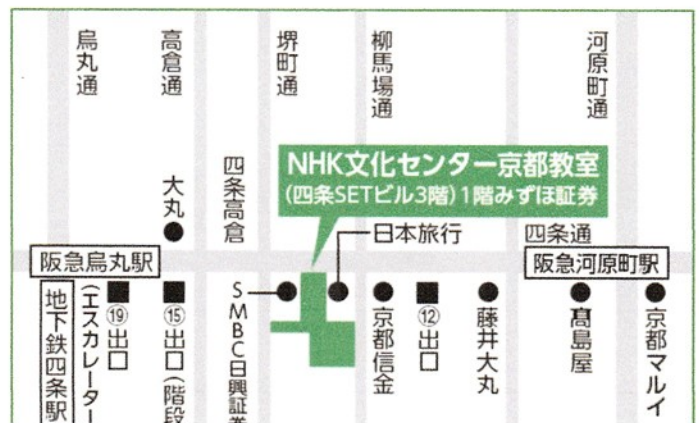 烏丸通
高倉通
堺町通
柳馬場通
河原町通
NHK文化センター京都教室
(四条SETビル3階)1階みずほ証券
四条高倉
大丸
日本旅行
四条通
阪急烏丸駅
阪急河原町駅
地下鉄四条駅
(エスカレーター
⑲出口
⑮出口(階段
SMBC日興証券
京都信金
⑫出口
藤井大丸
髙島屋
京都マルイ